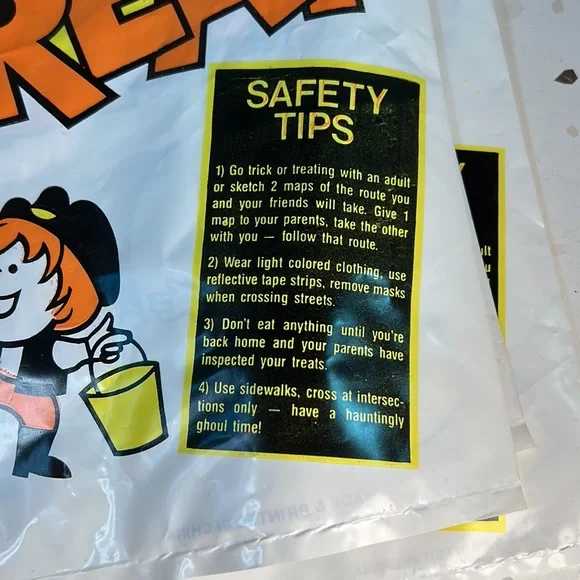 REAT
SAFETY
TIPS
1) Go trick or treating with an adult
or sketch 2 maps of the route you
and your friends will take. Give 1
map to your parents, take the other
with you — follow that route.
2) Wear light colored clothing, use
reflective tape strips, remove masks
when crossing streets.
3) Don't eat anything until you're
back home and your parents have
inspected your treats.
4) Use sidewalks, cross at intersec-
tions only — have a hauntingly
ghoul time!